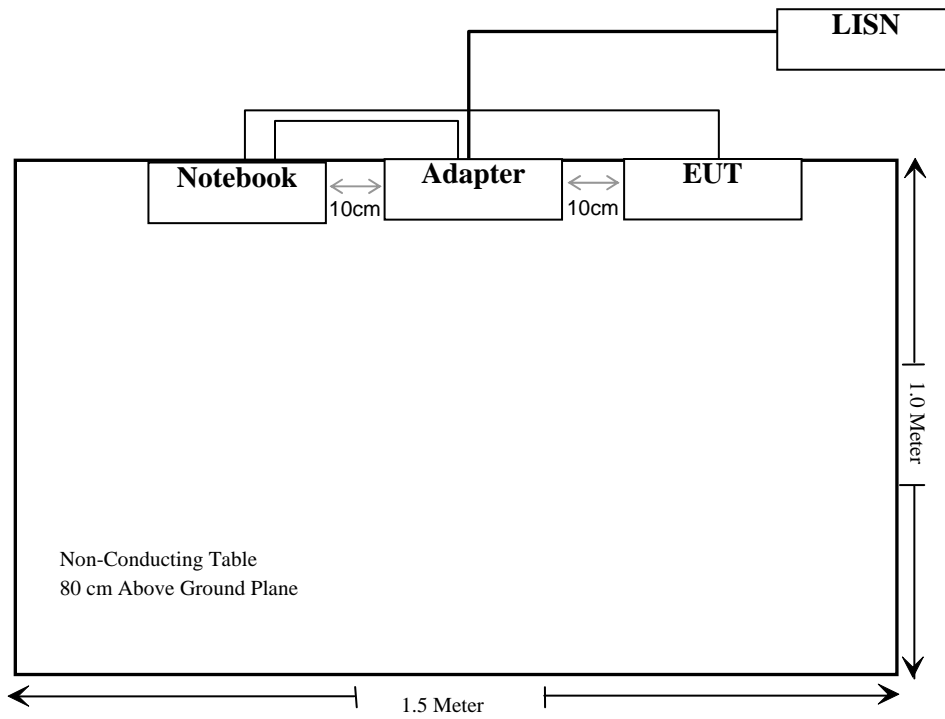 LISN
Notebook
Adapter
EUT
10cm
10cm
1.0 Meter
Non-Conducting Table
80 cm Above Ground Plane
1.5 Meter